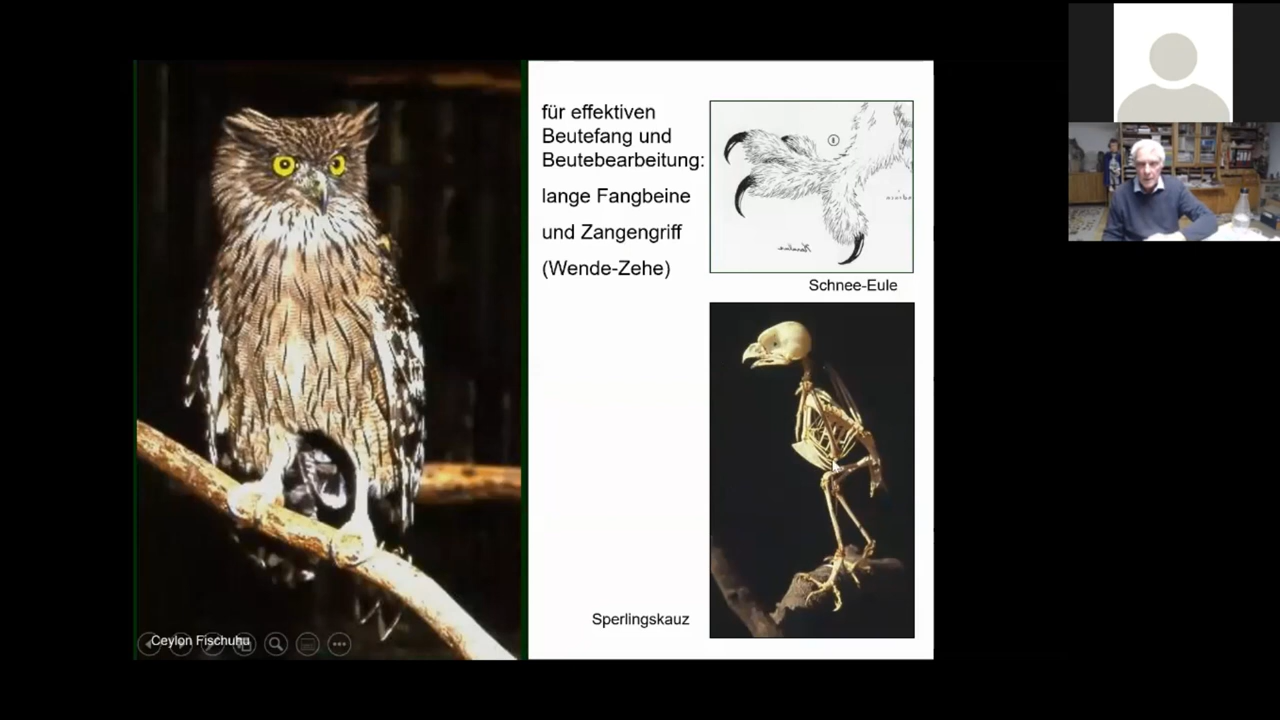 für effektiven
Beutefang und
Beutebearbeitung:
lange Fangbeine
und Zangengriff
(Wende-Zehe)
Schnee-Eule
Sperlingskauz
Ceylon Fischuhu